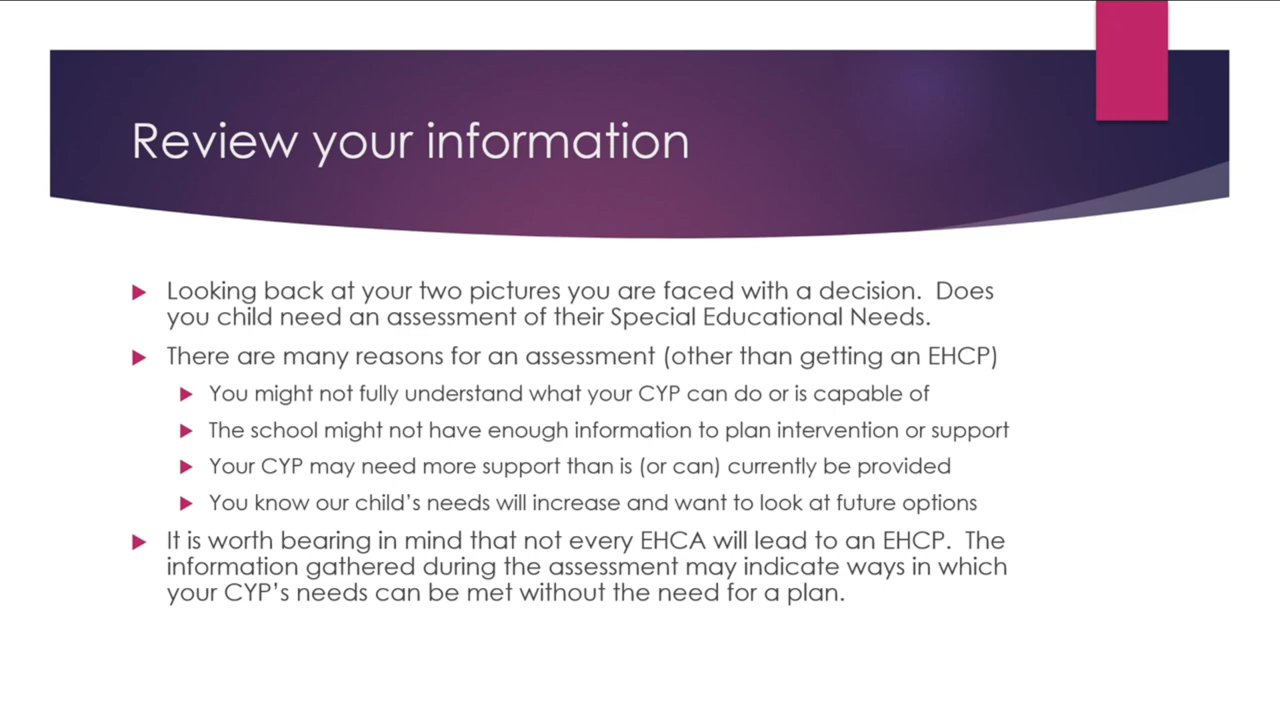 Review your information
Looking back at your two pictures you are faced with a decision.  Does
you child need an assessment of their Special Educational Needs.
There are many reasons for an assessment (other than getting an EHCP)
You might not fully understand what your CYP can do or is capable of
The school might not have enough information to plan intervention or support
Your CYP may need more support than is (or can) currently be provided
You know our child's needs will increase and want to look at future options
It is worth bearing in mind that not every EHCA will lead to an EHCP.  The
information gathered during the assessment may indicate ways in which
your CYP's needs can be met without the need for a plan.